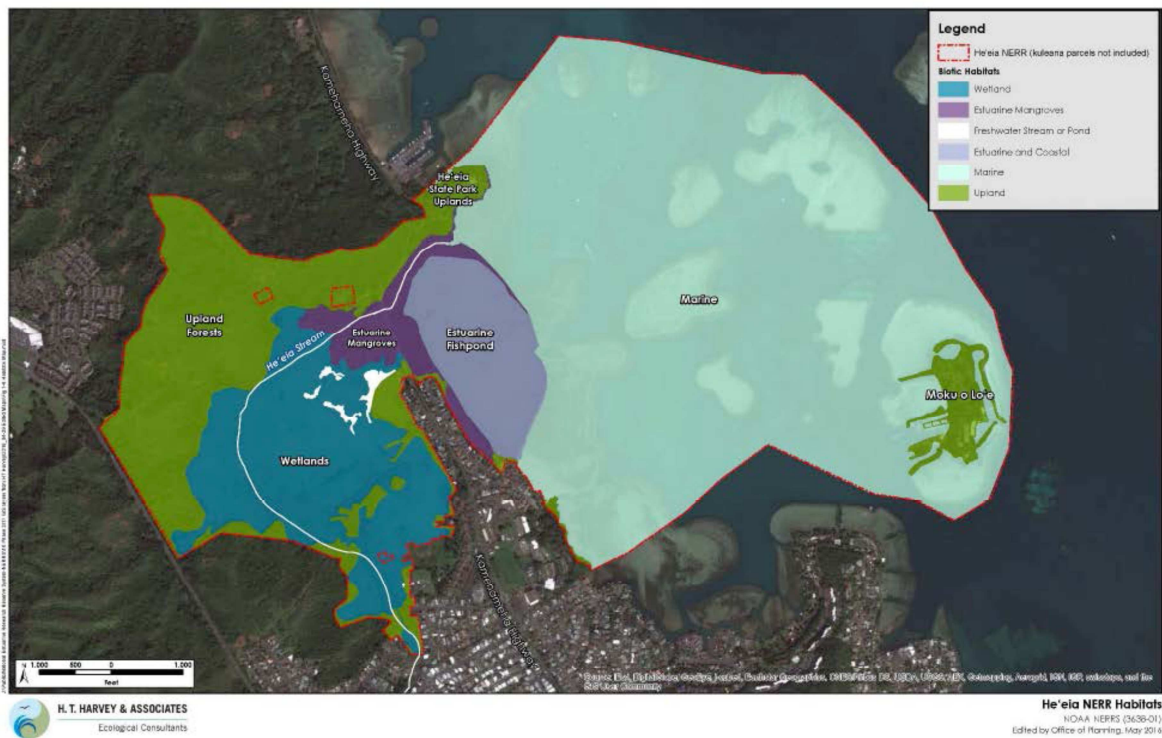 Legend
He'eia NERR (kuleana parcels not included)
Biotic Habitats
Wetland
Estuarine Mangroves
Freshwater Stream or Pond
Estuarine and Coastal
Marine
Upland
Kamehameha Highway
He'eia
State Park
Uplands
Upland
Forests
He'eia Stream
Estuarine
Mangroves
Estuarine
Fishpond
Marine
Moku o Lo'e
Wetlands
Kamehameha Highway
N 1,000 500 0 1,000
Feet
H. T. HARVEY & ASSOCIATES
Ecological Consultants
He'eia NERR Habitats
NOAA NERRS (3638-01)
Edited by Office of Planning, May 2016